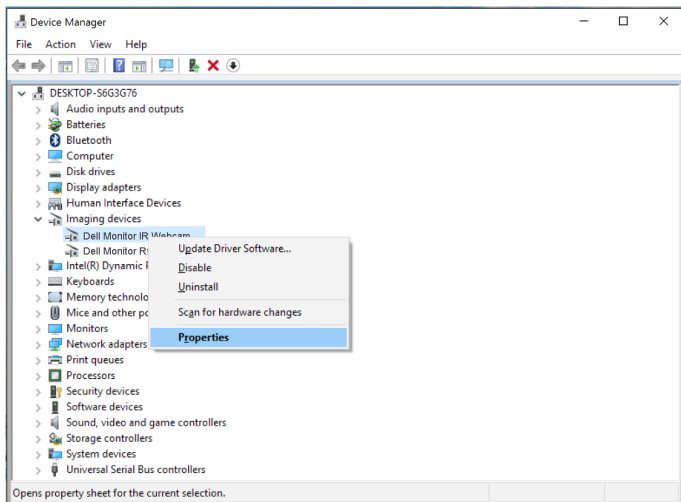 Device Manager
File Action View Help
DESKTOP-S6G3G76
Audio inputs and outputs
Batteries
Bluetooth
Computer
Disk drives
Display adapters
Human Interface Devices
Imaging devices
Dell Monitor IR Webcam
Dell Monitor
Intel(R) Dynamic
Keyboards
Memory
Mice and other
Monitors
Network adapters
Print queues
Processors
Security devices
Software devices
Sound, video and game controllers
Storage controllers
System devices
Universal Serial Bus controllers
Update Driver Software...
Disable
Uninstall
Scan for hardware changes
Properties
Opens property sheet for the current selection.